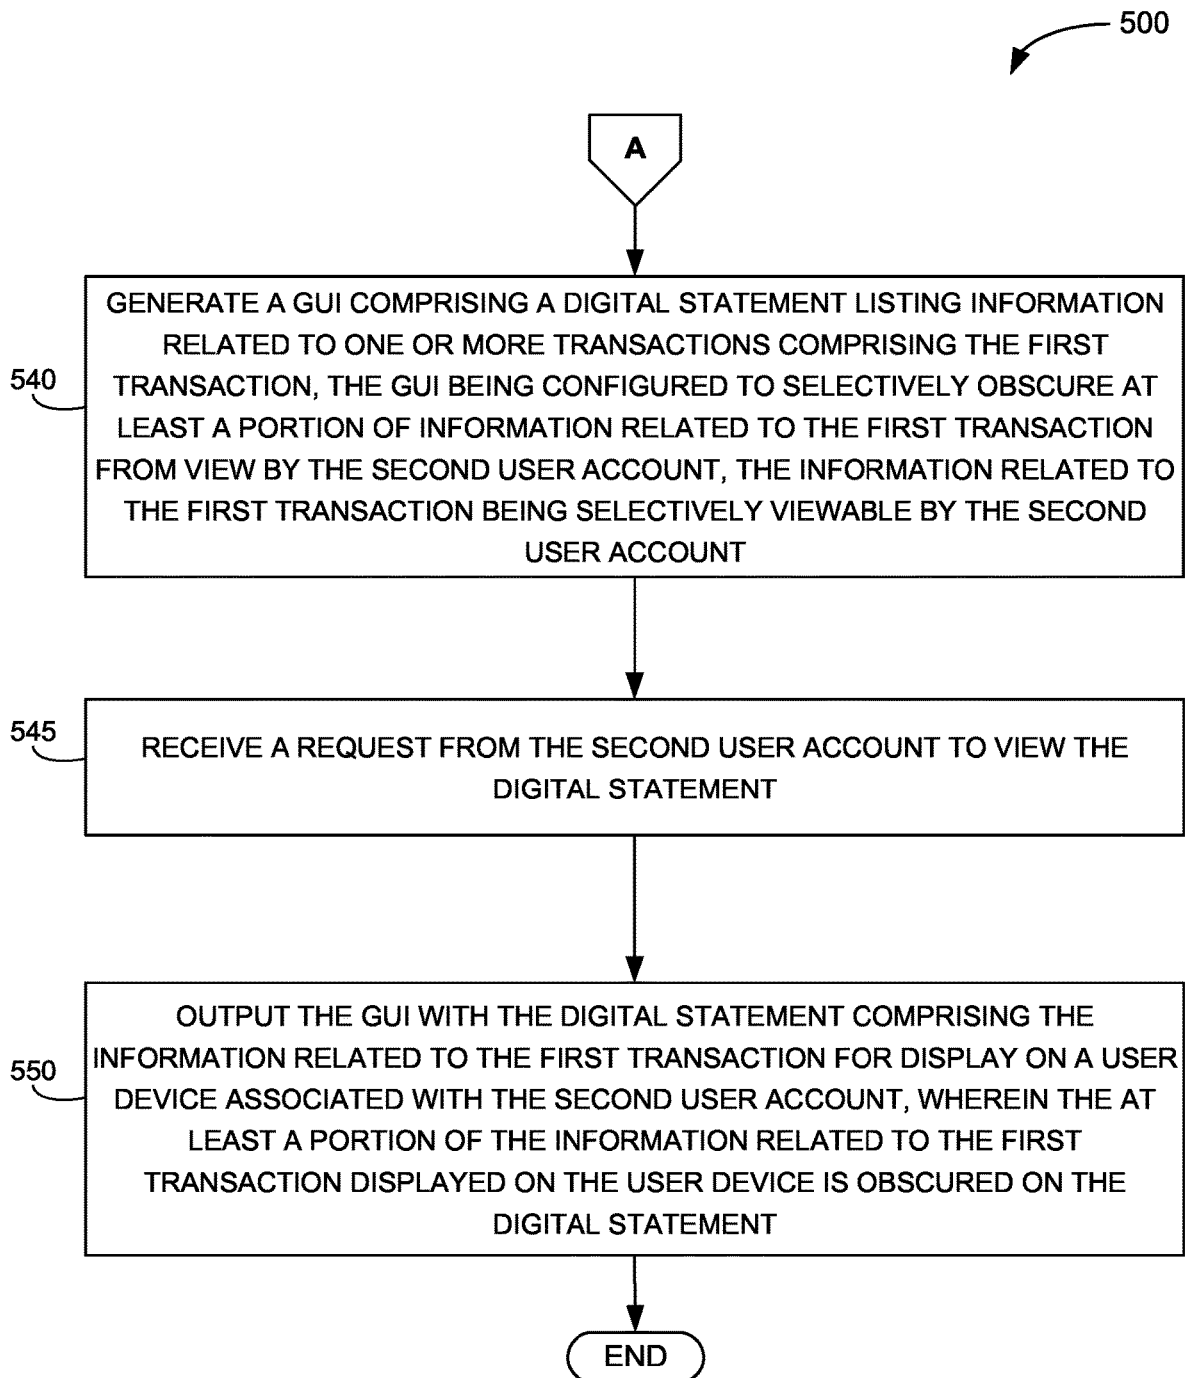 500
A
GENERATE A GUI COMPRISING A DIGITAL STATEMENT LISTING INFORMATION
RELATED TO ONE OR MORE TRANSACTIONS COMPRISING THE FIRST
TRANSACTION, THE GUI BEING CONFIGURED TO SELECTIVELY OBSCURE AT
LEAST A PORTION OF INFORMATION RELATED TO THE FIRST TRANSACTION
FROM VIEW BY THE SECOND USER ACCOUNT, THE INFORMATION RELATED TO
THE FIRST TRANSACTION BEING SELECTIVELY VIEWABLE BY THE SECOND
USER ACCOUNT
540
RECEIVE A REQUEST FROM THE SECOND USER ACCOUNT TO VIEW THE
DIGITAL STATEMENT
545
OUTPUT THE GUI WITH THE DIGITAL STATEMENT COMPRISING THE
INFORMATION RELATED TO THE FIRST TRANSACTION FOR DISPLAY ON A USER
DEVICE ASSOCIATED WITH THE SECOND USER ACCOUNT, WHEREIN THE AT
LEAST A PORTION OF THE INFORMATION RELATED TO THE FIRST
TRANSACTION DISPLAYED ON THE USER DEVICE IS OBSCURED ON THE
DIGITAL STATEMENT
550
END